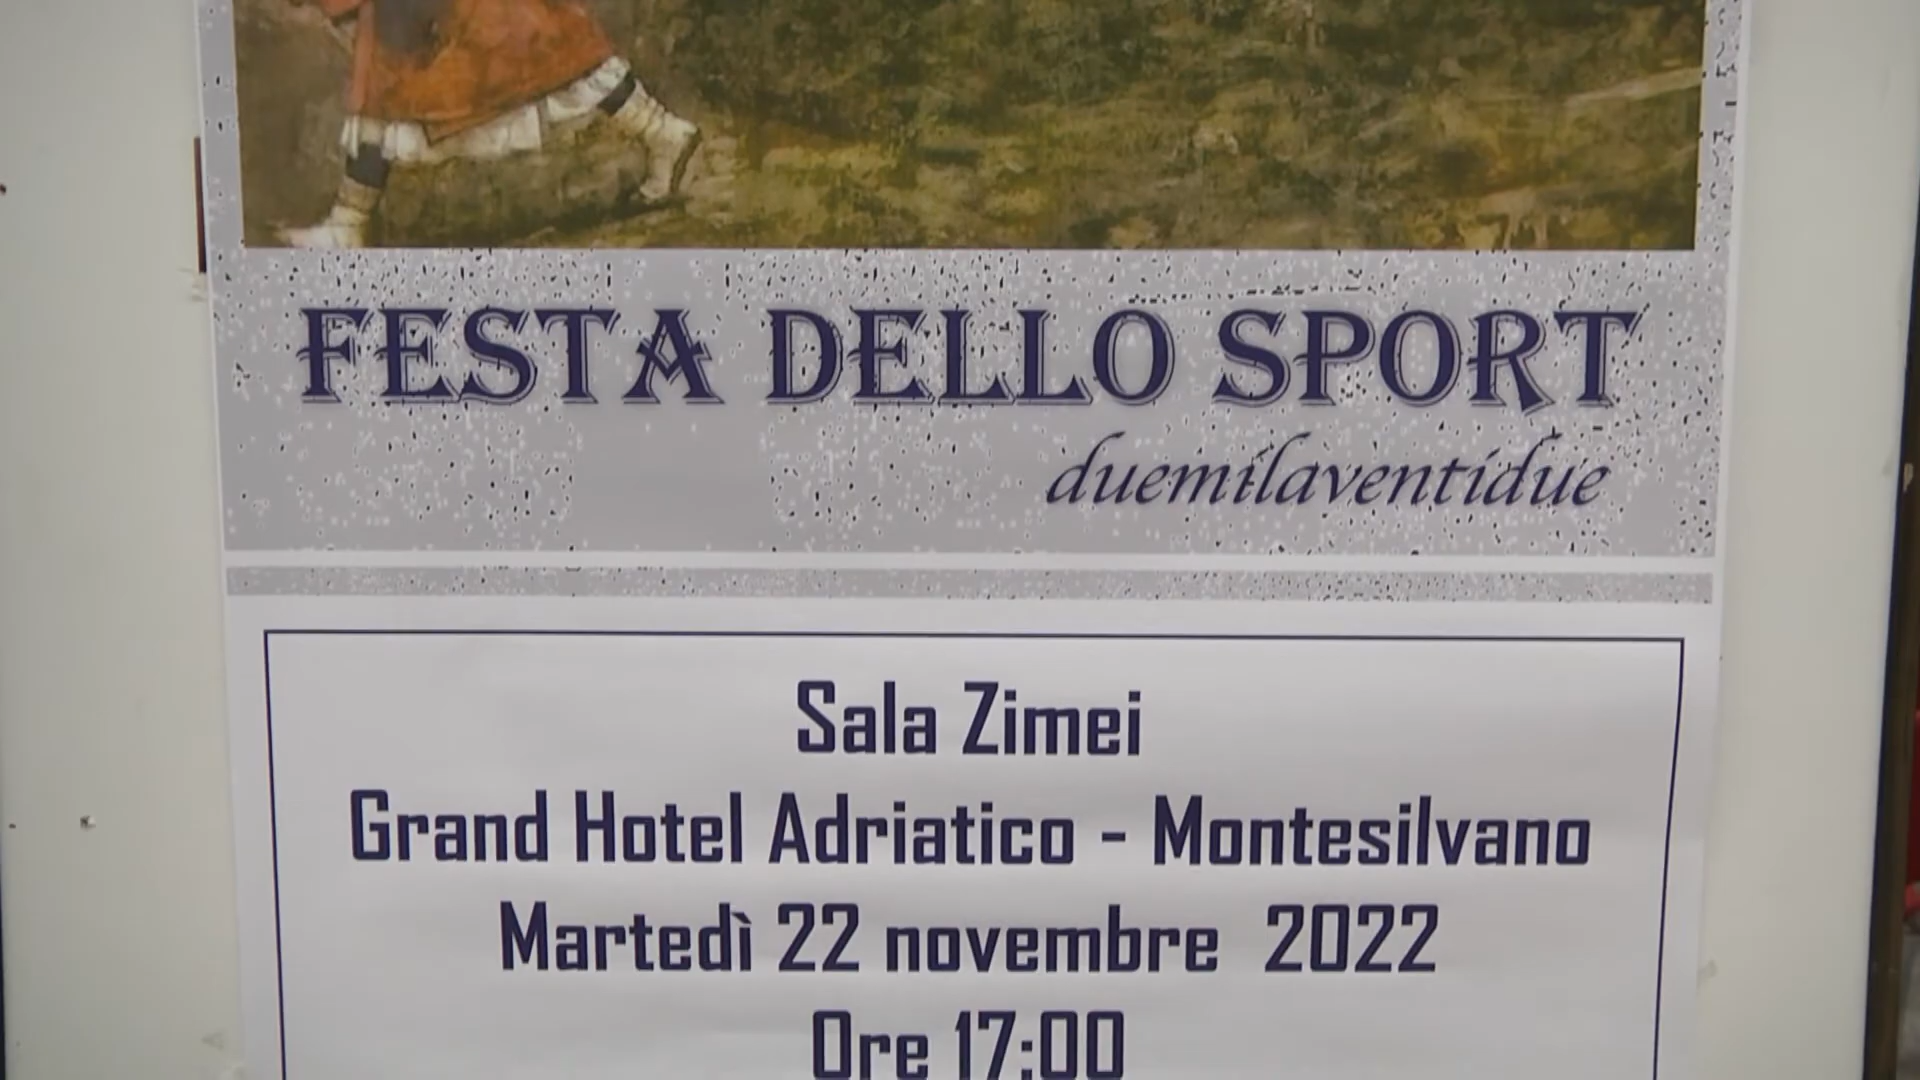 FESTA DELLO SPORT
duemilaventidue
Sala Zimei
Grand Hotel Adriatico - Montesilvano
Martedì 22 novembre 2022
Ore 17:00